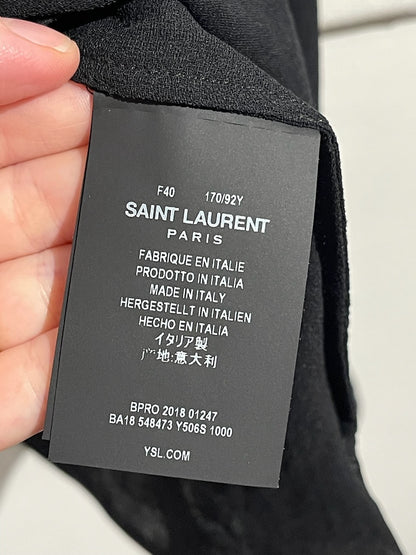 F40 170/92Y
SAINT LAURENT
PARIS
FABRIQUE EN ITALIE
PRODOTTO IN ITALIA
MADE IN ITALY
HERGESTELLT IN ITALIEN
HECHO EN ITALIA
イタリア製
地:意大利
BPRO 2018 01247
BA18 548473 Y506S 1000
YSL.COM